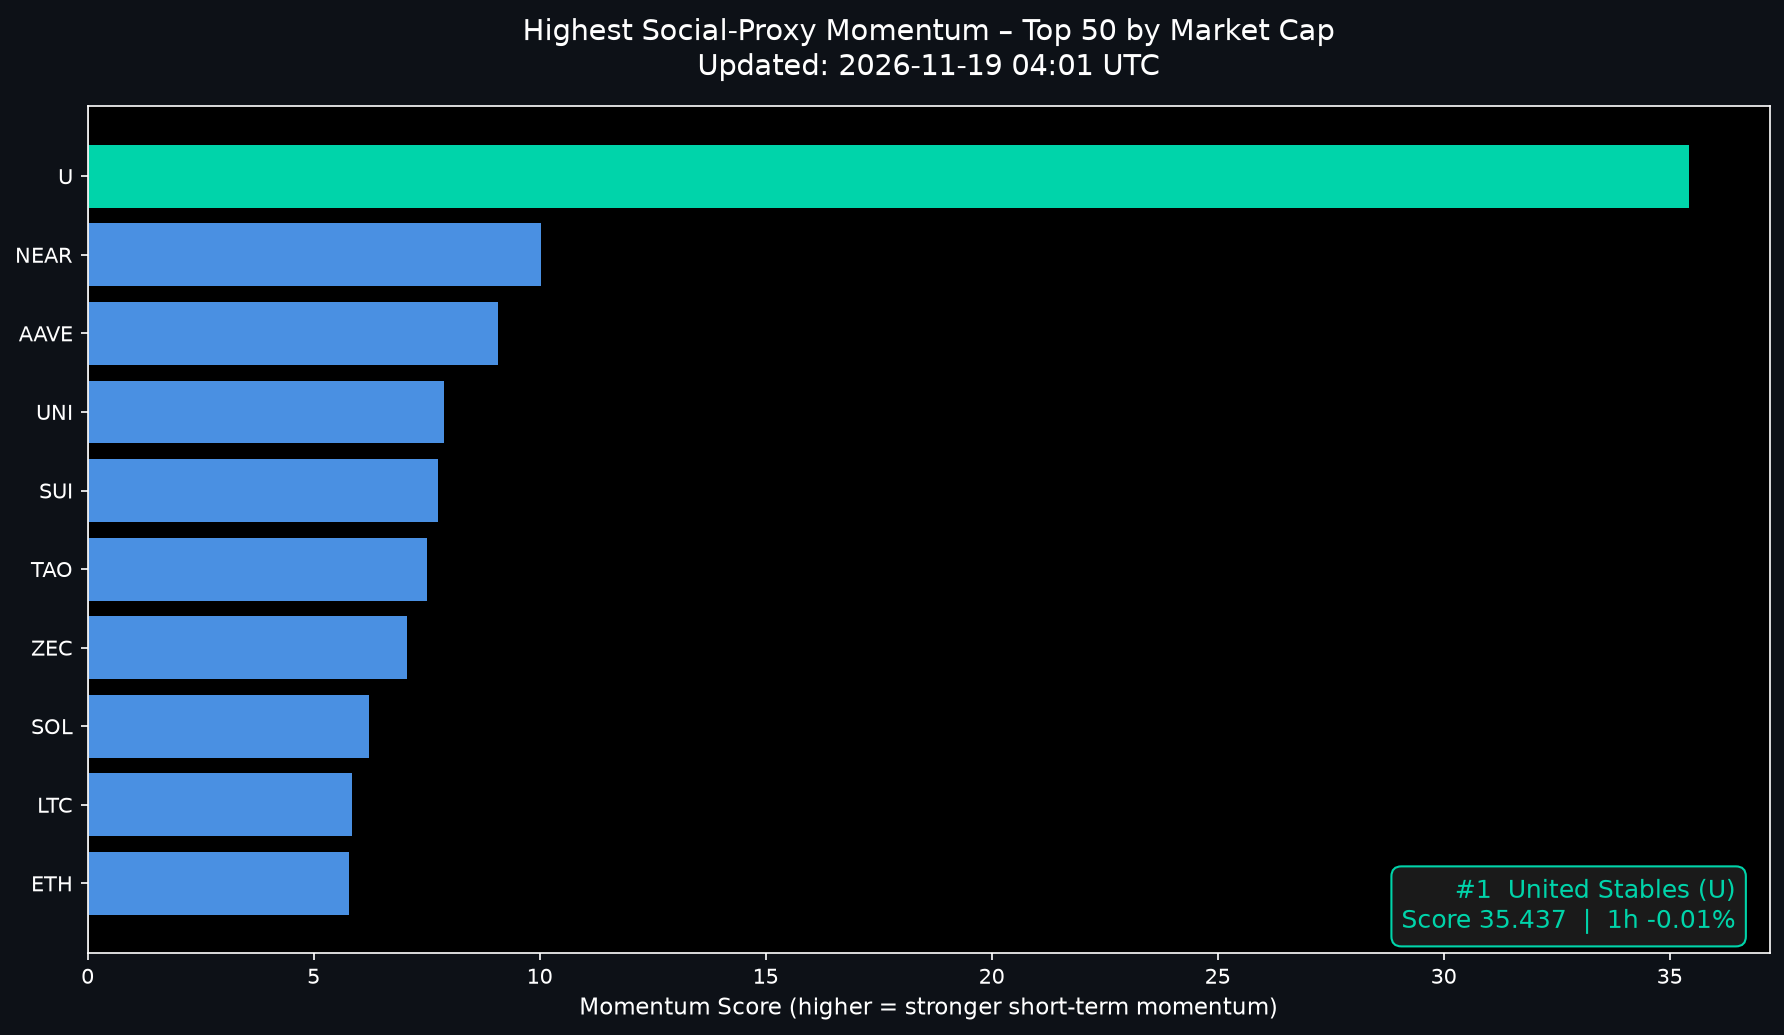 Highest Social-Proxy Momentum – Top 50 by Market Cap
Updated: 2026-11-19 04:01 UTC
U
NEAR
AAVE
UNI
SUI
TAO
ZEC
SOL
LTC
ETH
#1  United Stables (U)
Score 35.437  |  1h -0.01%
0 5 10 15 20 25 30 35
Momentum Score (higher = stronger short-term momentum)